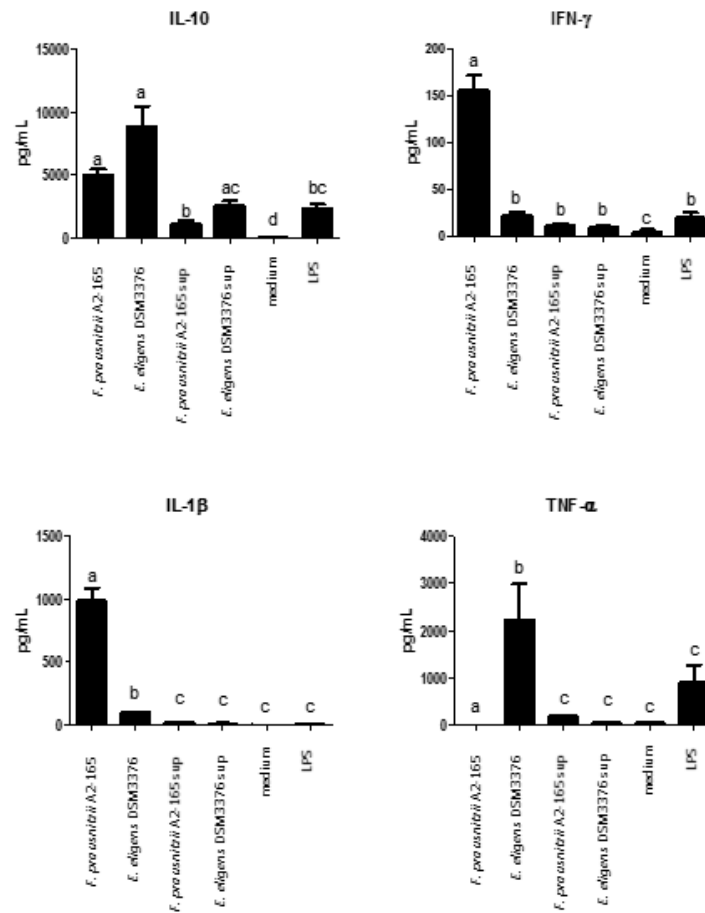 IL-10
15000
10000
5000
0
pg/mL
a
a
b
ac
d
bc
F. prausnitzii A2-165
E. eligens DSM3376
F. prausnitzii A2-165 sup
E. eligens DSM3376 sup
medium
LPS
IFN-γ
200
150
100
50
0
pg/mL
a
b
b
b
c
b
F. prausnitzii A2-165
E. eligens DSM3376
F. prausnitzii A2-165 sup
E. eligens DSM3376 sup
medium
LPS
IL-1β
1500
1000
500
0
pg/mL
a
b
c
c
c
c
F. prausnitzii A2-165
E. eligens DSM3376
F. prausnitzii A2-165 sup
E. eligens DSM3376 sup
medium
LPS
TNF-α
4000
3000
2000
1000
0
pg/mL
a
b
c
c
c
c
F. prausnitzii A2-165
E. eligens DSM3376
F. prausnitzii A2-165 sup
E. eligens DSM3376 sup
medium
LPS